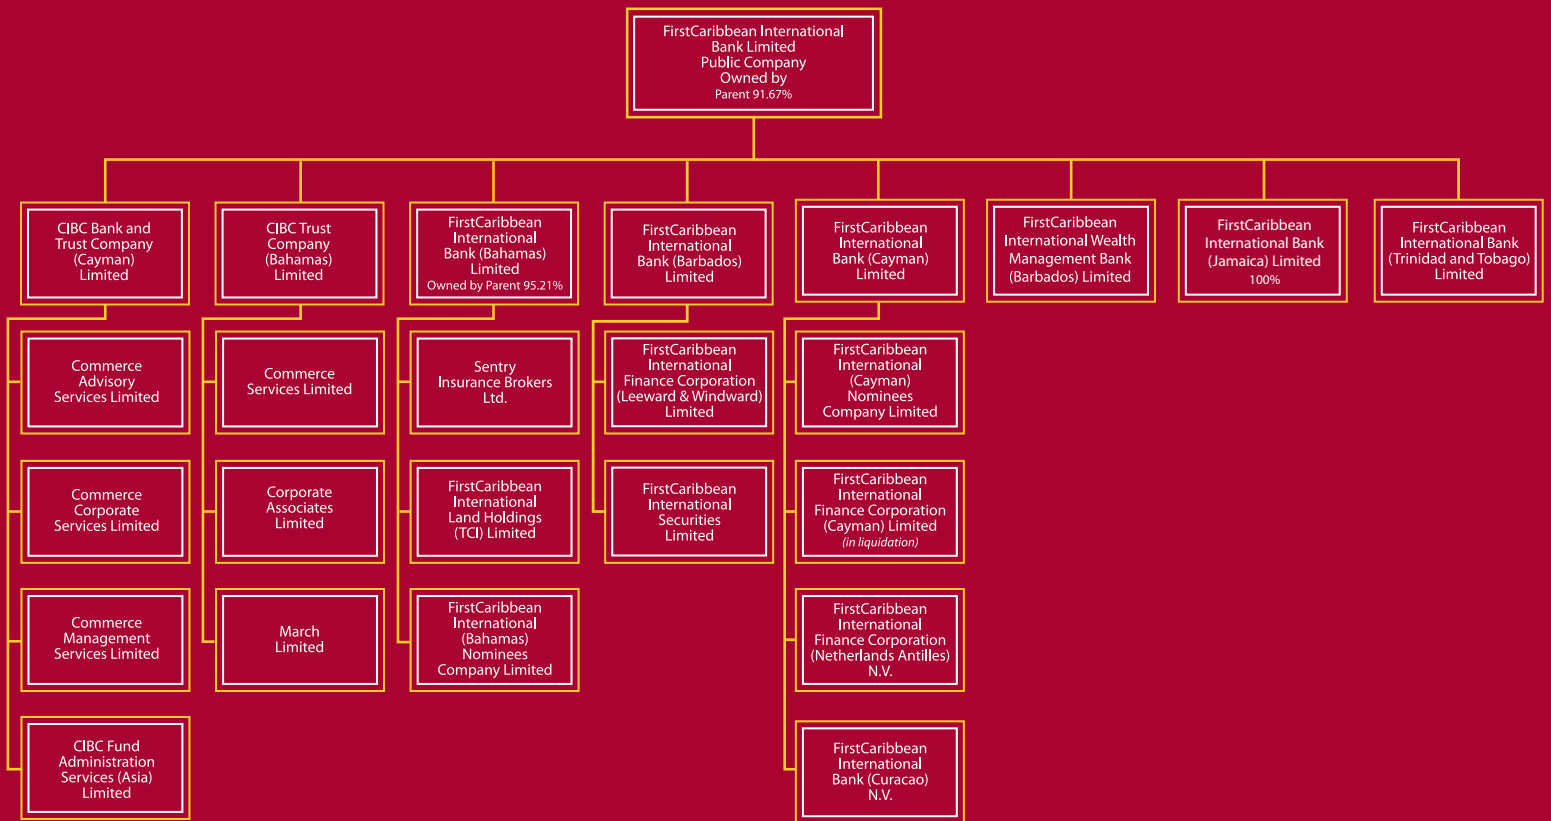 FirstCaribbean International
Bank Limited
Public Company
Owned by
Parent 91.67%
CIBC Bank and
Trust Company
(Cayman)
Limited
CIBC Trust
Company
(Bahamas)
Limited
FirstCaribbean
International
Bank (Bahamas)
Limited
Owned by Parent 95.21%
FirstCaribbean
International
Bank (Barbados)
Limited
FirstCaribbean
International
Bank (Cayman)
Limited
FirstCaribbean
International Wealth
Management Bank
(Barbados) Limited
FirstCaribbean
International Bank
(Jamaica) Limited
100%
FirstCaribbean
International Bank
(Trinidad and Tobago)
Limited
Commerce
Advisory
Services Limited
Commerce
Services Limited
Sentry
Insurance Brokers
Ltd.
FirstCaribbean
International
Finance Corporation
(Leeward & Windward)
Limited
FirstCaribbean
International
(Cayman)
Nominees
Company Limited
Commerce
Corporate
Services Limited
Corporate
Associates
Limited
FirstCaribbean
International
Land Holdings
(TCI) Limited
FirstCaribbean
International
Securities
Limited
FirstCaribbean
International
Finance Corporation
(Cayman) Limited
(in liquidation)
Commerce
Management
Services Limited
March
Limited
FirstCaribbean
International
(Bahamas)
Nominees
Company Limited
FirstCaribbean
International
Finance Corporation
(Netherlands Antilles)
N.V.
CIBC Fund
Administration
Services (Asia)
Limited
FirstCaribbean
International
Bank (Curacao)
N.V.